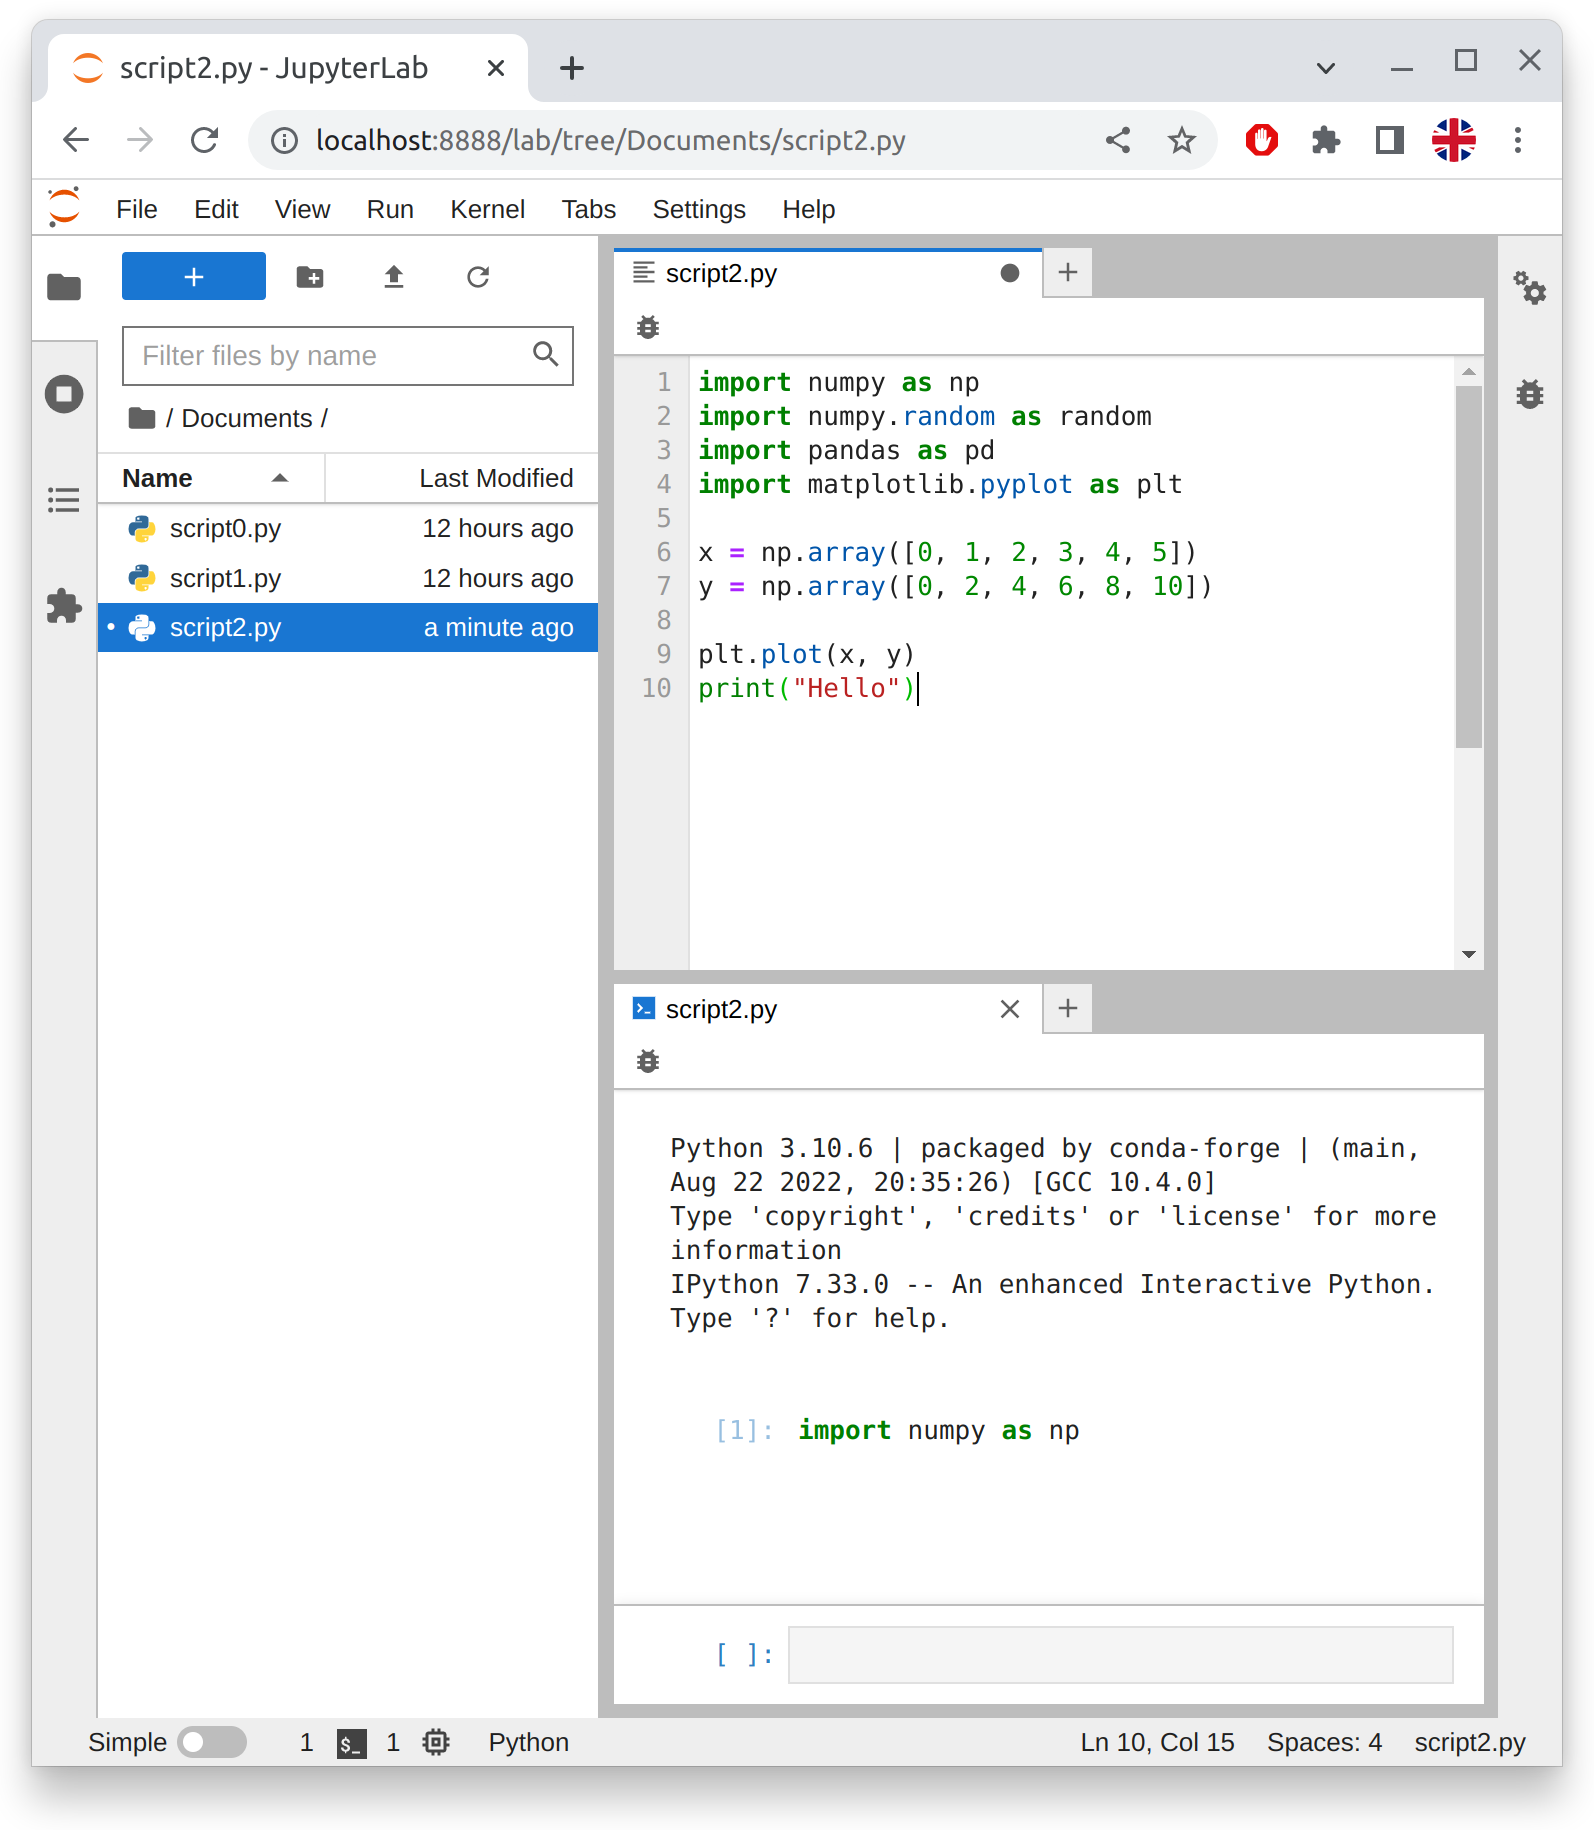 script2.py - JupyterLab
localhost:8888/lab/tree/Documents/script2.py
File Edit View Run Kernel Tabs Settings Help
Filter files by name
/ Documents /
Name Last Modified
script0.py 12 hours ago
script1.py 12 hours ago
script2.py a minute ago
script2.py
1 import numpy as np
2 import numpy.random as random
3 import pandas as pd
4 import matplotlib.pyplot as plt
5
6 x = np.array([0, 1, 2, 3, 4, 5])
7 y = np.array([0, 2, 4, 6, 8, 10])
8
9 plt.plot(x, y)
10 print("Hello")
script2.py
Python 3.10.6 | packaged by conda-forge | (main,
Aug 22 2022, 20:35:26) [GCC 10.4.0]
Type 'copyright', 'credits' or 'license' for more
information
IPython 7.33.0 -- An enhanced Interactive Python.
Type '?' for help.
[1]: import numpy as np
[ ]:
Simple 1 $_ 1 Python Ln 10, Col 15 Spaces: 4 script2.py